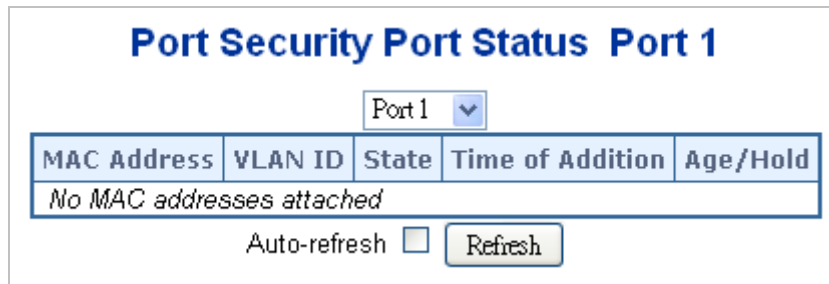 Port Security Port Status Port 1
Port 1
MAC Address VLAN ID State Time of Addition Age/Hold
No MAC addresses attached
Auto-refresh Refresh